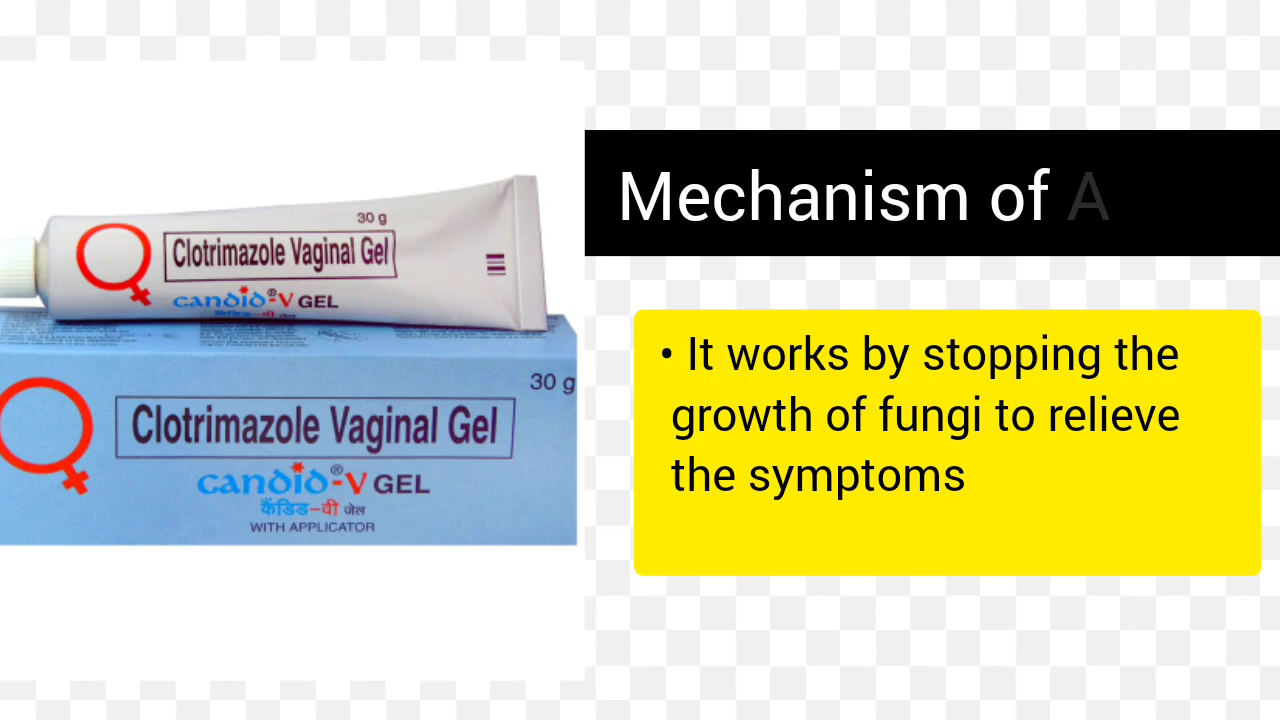 30 g
Clotrimazole Vaginal Gel
candid®-V GEL
कैंडिड-वी जेल
30 g
Clotrimazole Vaginal Gel
candid®-V GEL
कैंडिड-वी जेल
WITH APPLICATOR
Mechanism of A
• It works by stopping the
growth of fungi to relieve
the symptoms